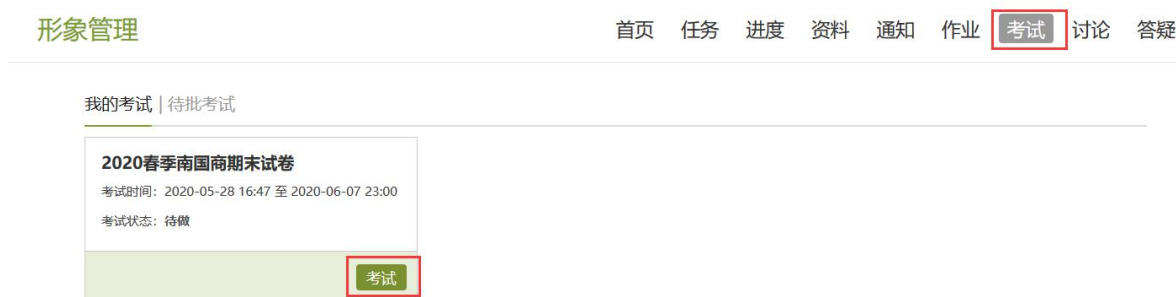 形象管理
首页 任务 进度 资料 通知 作业 考试 讨论 答疑
我的考试 | 待批考试
2020春季南国商期末试卷
考试时间：2020-05-28 16:47 至 2020-06-07 23:00
考试状态：待做
考试